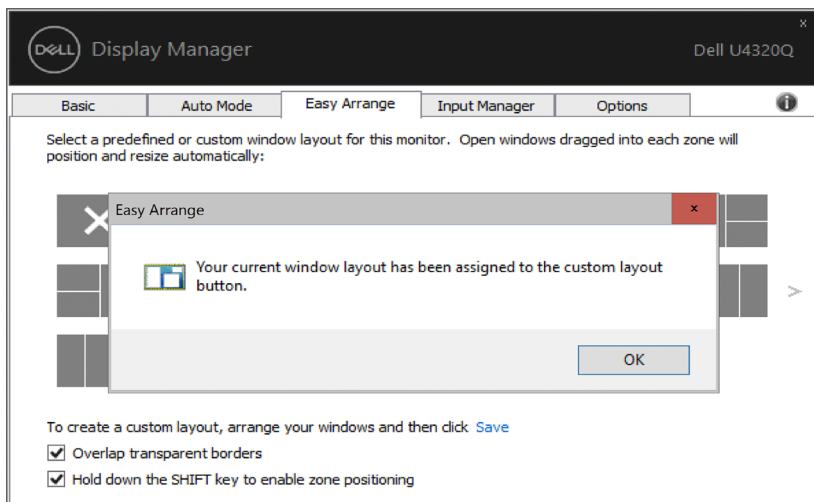 DELL Display Manager
x
Dell U4320Q
Basic
Auto Mode
Easy Arrange
Input Manager
Options
Select a predefined or custom window layout for this monitor.  Open windows dragged into each zone will
position and resize automatically:
Easy Arrange
x
Your current window layout has been assigned to the custom layout
button.
OK
>
To create a custom layout, arrange your windows and then click Save
Overlap transparent borders
Hold down the SHIFT key to enable zone positioning